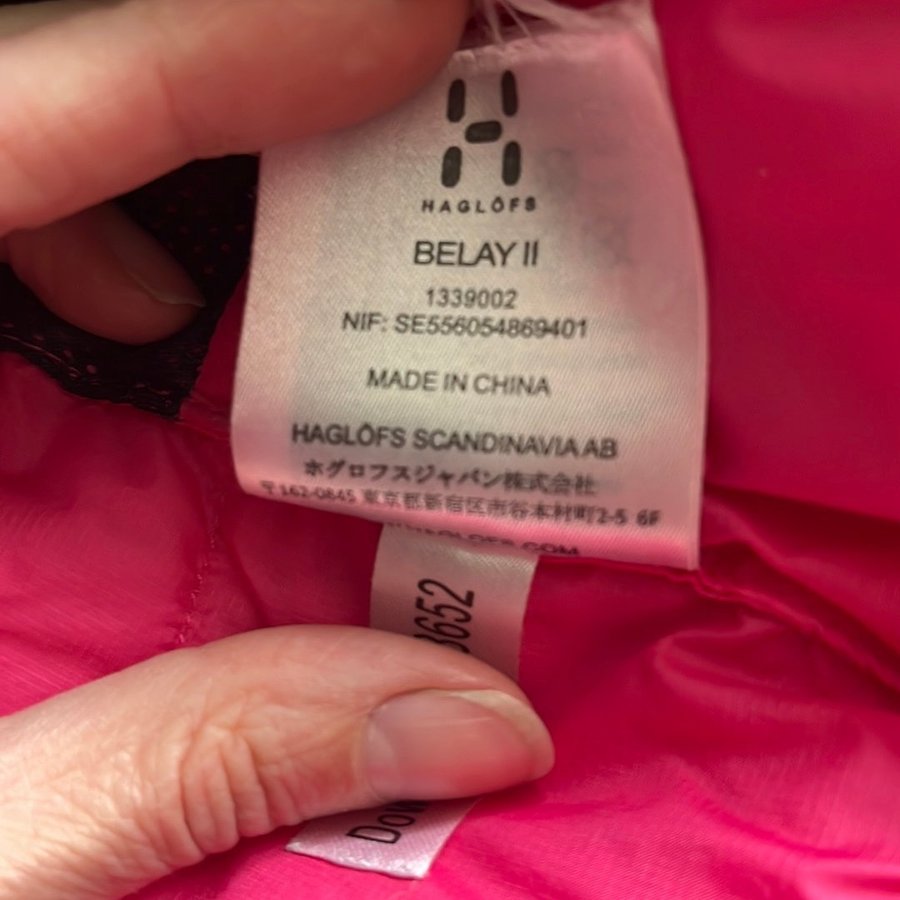 HAGLÖFS
BELAY II
1339002
NIF: SE556054869401
MADE IN CHINA
HAGLÖFS SCANDINAVIA AB
ホグロフスジャパン株式会社
〒162-0845 東京都新宿区市谷本村町2-5 6F